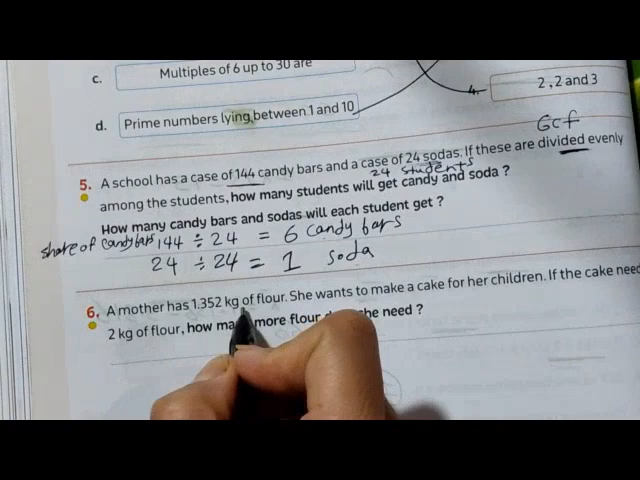 c. Multiples of 6 up to 30 are
4. 2 , 2 and 3
d. Prime numbers lying between 1 and 10
GCF
5. A school has a case of 144 candy bars and a case of 24 sodas. If these are divided evenly
24 students
among the students, how many students will get candy and soda ?
How many candy bars and sodas will each student get ?
share of candy bars 144 ÷ 24 = 6 candy bars
24 ÷ 24 = 1 soda
6. A mother has 1.352 kg of flour. She wants to make a cake for her children. If the cake need
2 kg of flour, how more flour she need ?